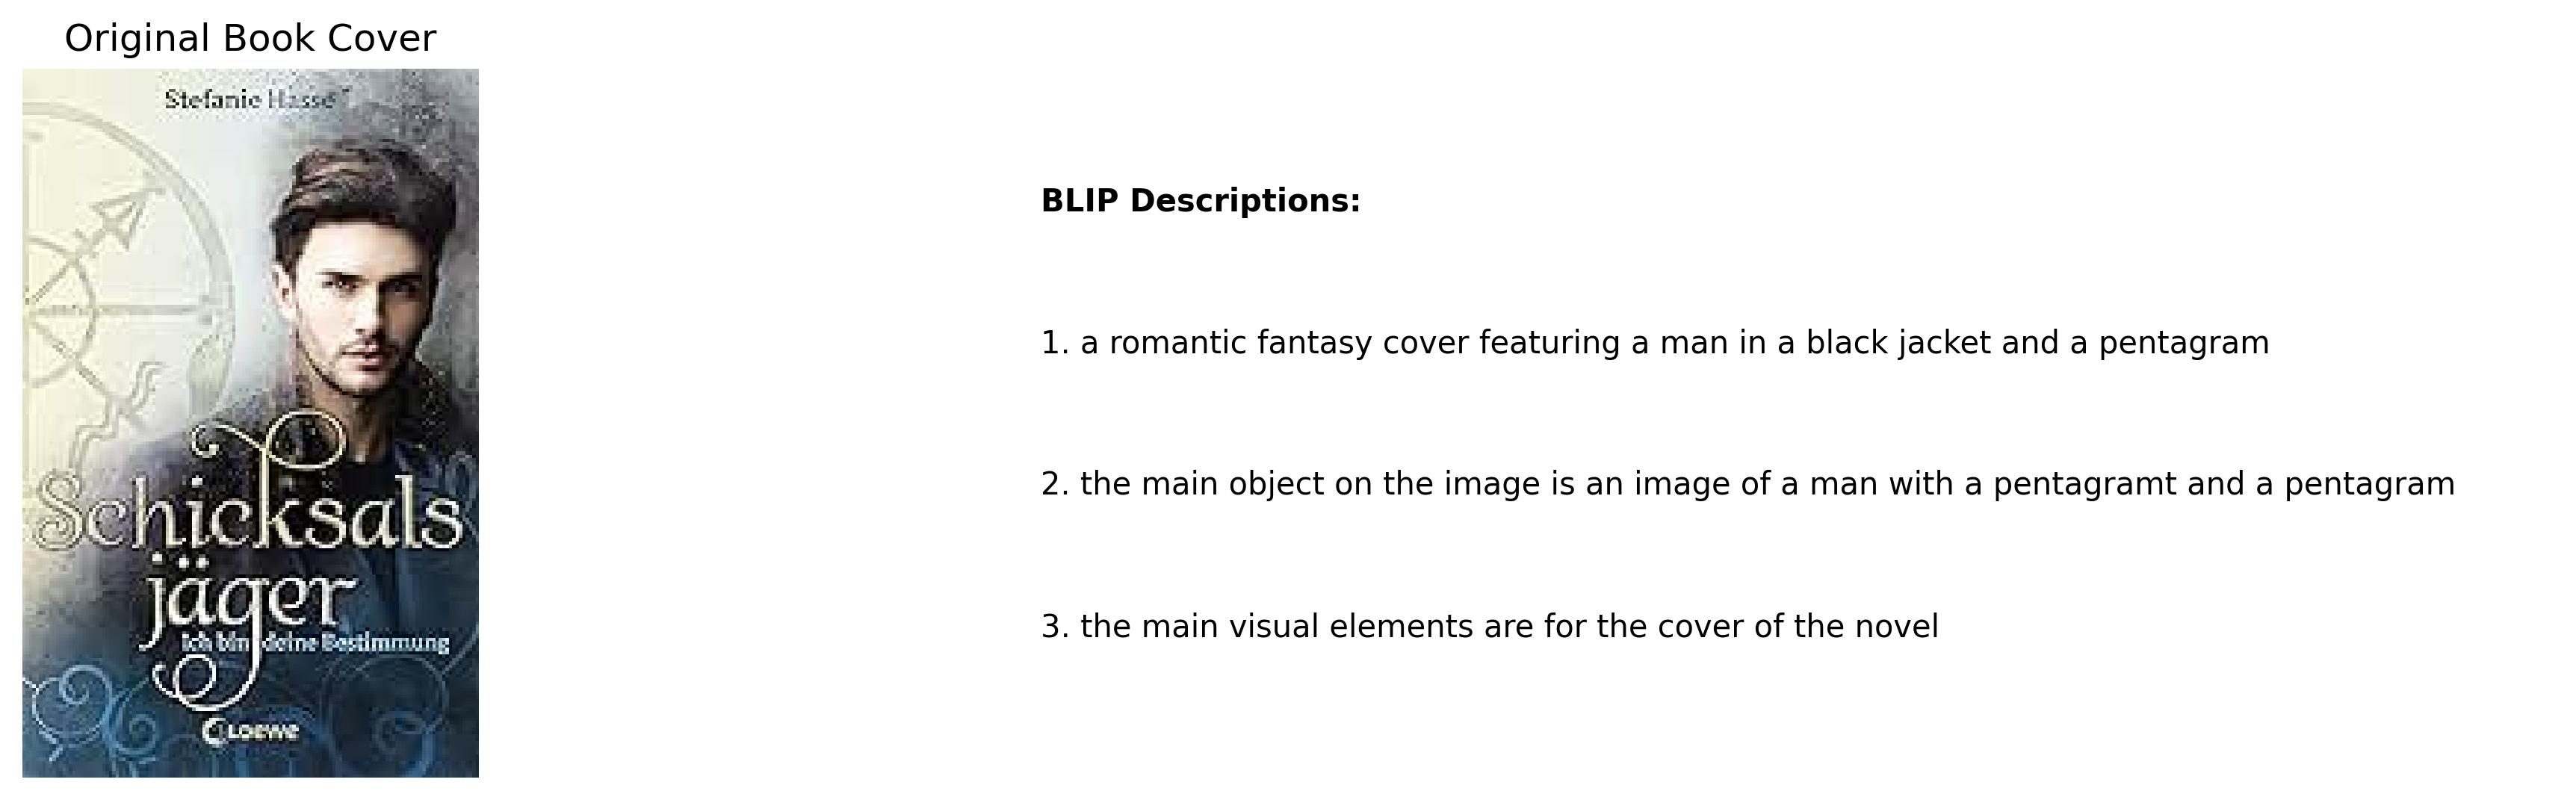 Original Book Cover
Stefanie Hasse
Schicksals
jäger
Ich bin deine Bestimmung
Loewe
BLIP Descriptions:
1. a romantic fantasy cover featuring a man in a black jacket and a pentagram
2. the main object on the image is an image of a man with a pentagramt and a pentagram
3. the main visual elements are for the cover of the novel